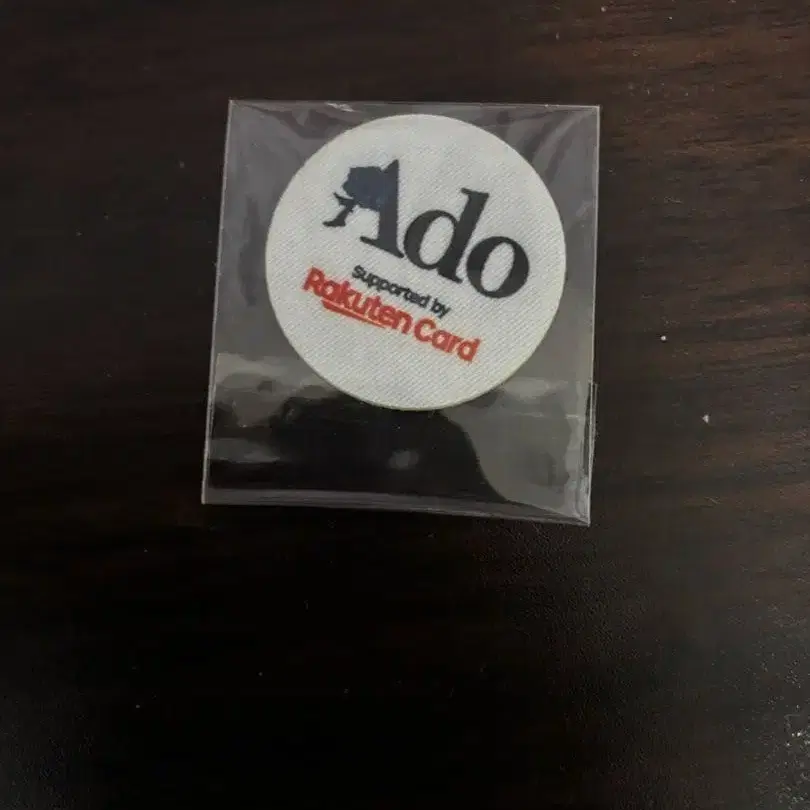 Ado
Supported by
Rakuten Card